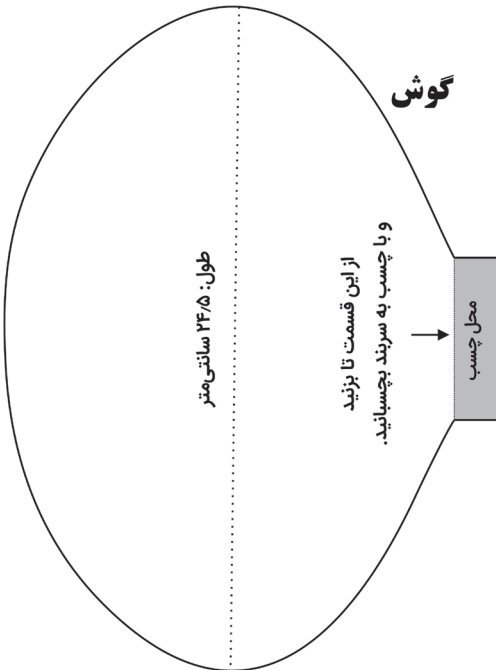 گوش
طول: ۲۴٫۵ سانتی‌متر
از این قسمت تا بزنید
و با چسب به سربند بچسبانید.
محل چسب